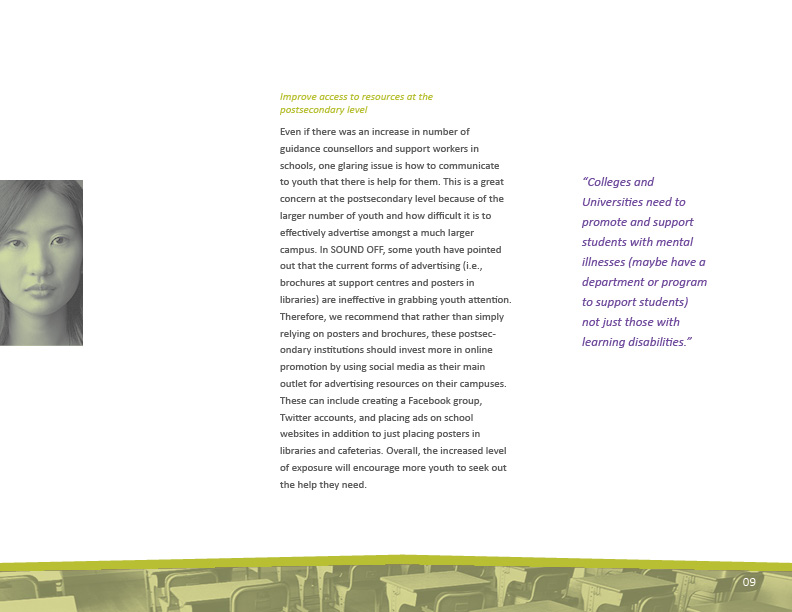 Improve access to resources at the
postsecondary level
Even if there was an increase in number of
guidance counsellors and support workers in
schools, one glaring issue is how to communicate
to youth that there is help for them. This is a great
concern at the postsecondary level because of the
larger number of youth and how difficult it is to
effectively advertise amongst a much larger
campus. In SOUND OFF, some youth have pointed
out that the current forms of advertising (i.e.,
brochures at support centres and posters in
libraries) are ineffective in grabbing youth attention.
Therefore, we recommend that rather than simply
relying on posters and brochures, these postsec-
ondary institutions should invest more in online
promotion by using social media as their main
outlet for advertising resources on their campuses.
These can include creating a Facebook group,
Twitter accounts, and placing ads on school
websites in addition to just placing posters in
libraries and cafeterias. Overall, the increased level
of exposure will encourage more youth to seek out
the help they need.
“Colleges and
Universities need to
promote and support
students with mental
illnesses (maybe have a
department or program
to support students)
not just those with
learning disabilities.”
09